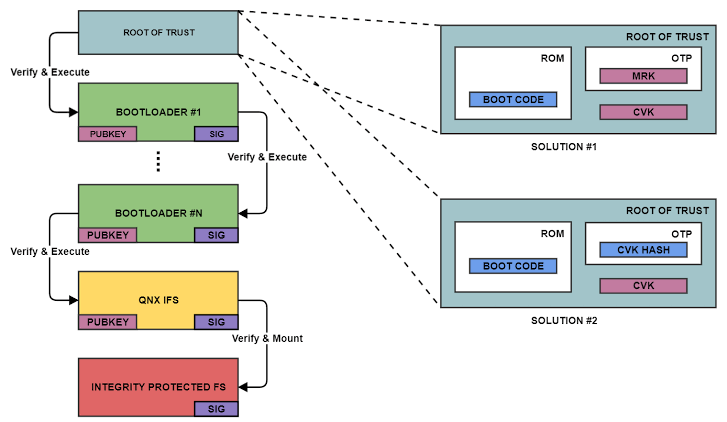 ROOT OF TRUST
Verify & Execute
BOOTLOADER #1
PUBKEY
SIG
Verify & Execute
BOOTLOADER #N
PUBKEY
SIG
Verify & Execute
QNX IFS
PUBKEY
SIG
Verify & Mount
INTEGRITY PROTECTED FS
SIG
ROOT OF TRUST
ROM
BOOT CODE
OTP
MRK
CVK
SOLUTION #1
ROOT OF TRUST
ROM
BOOT CODE
OTP
CVK HASH
CVK
SOLUTION #2